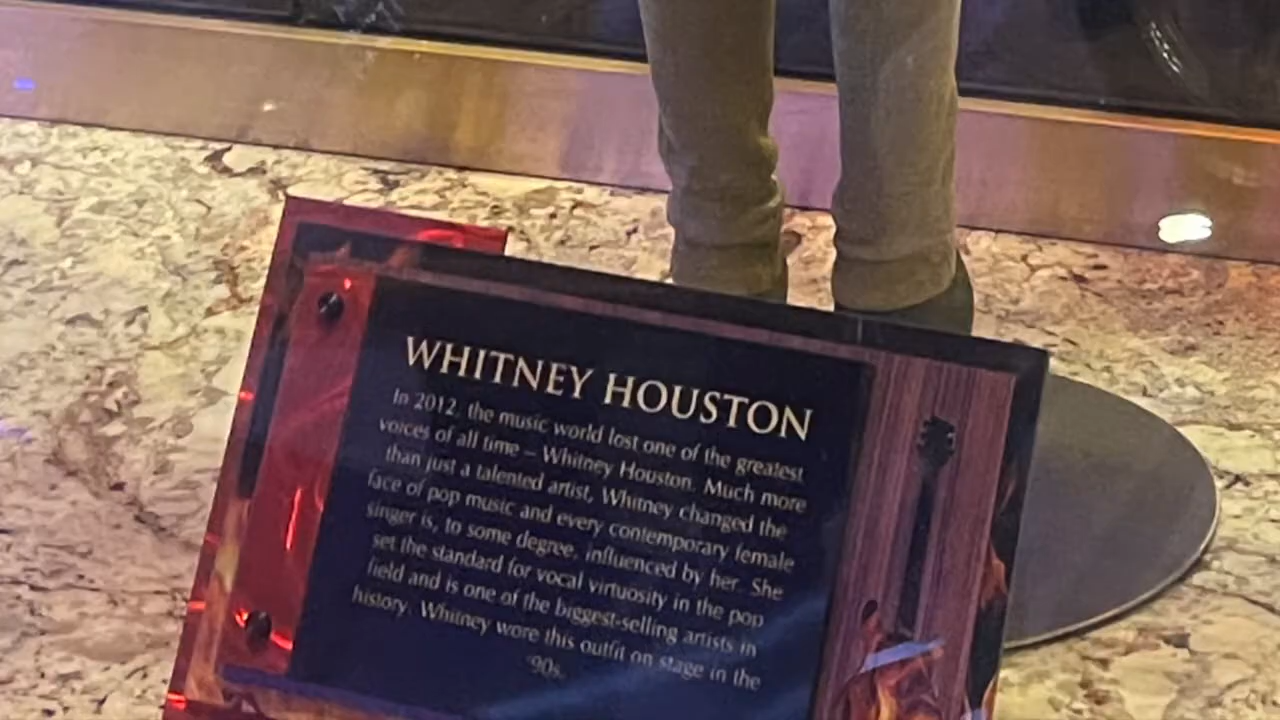 WHITNEY HOUSTON
In 2012, the music world lost one of the greatest
voices of all time – Whitney Houston. Much more
than just a talented artist, Whitney changed the
face of pop music and every contemporary female
singer is, to some degree, influenced by her. She
set the standard for vocal virtuosity in the pop
field and is one of the biggest-selling artists in
history. Whitney wore this outfit on stage in the
'90s.